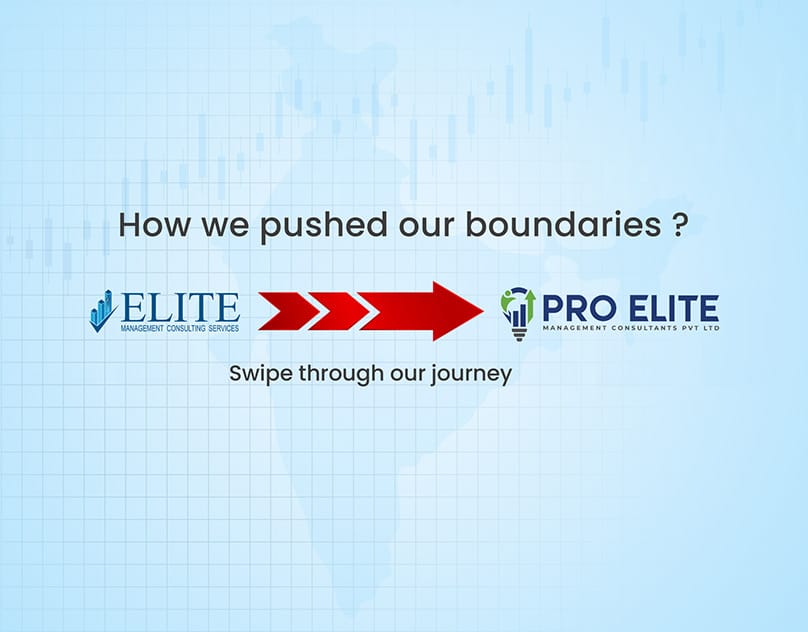 How we pushed our boundaries ?
ELITE
MANAGEMENT CONSULTING SERVICES
PRO ELITE
MANAGEMENT CONSULTANTS PVT LTD
Swipe through our journey